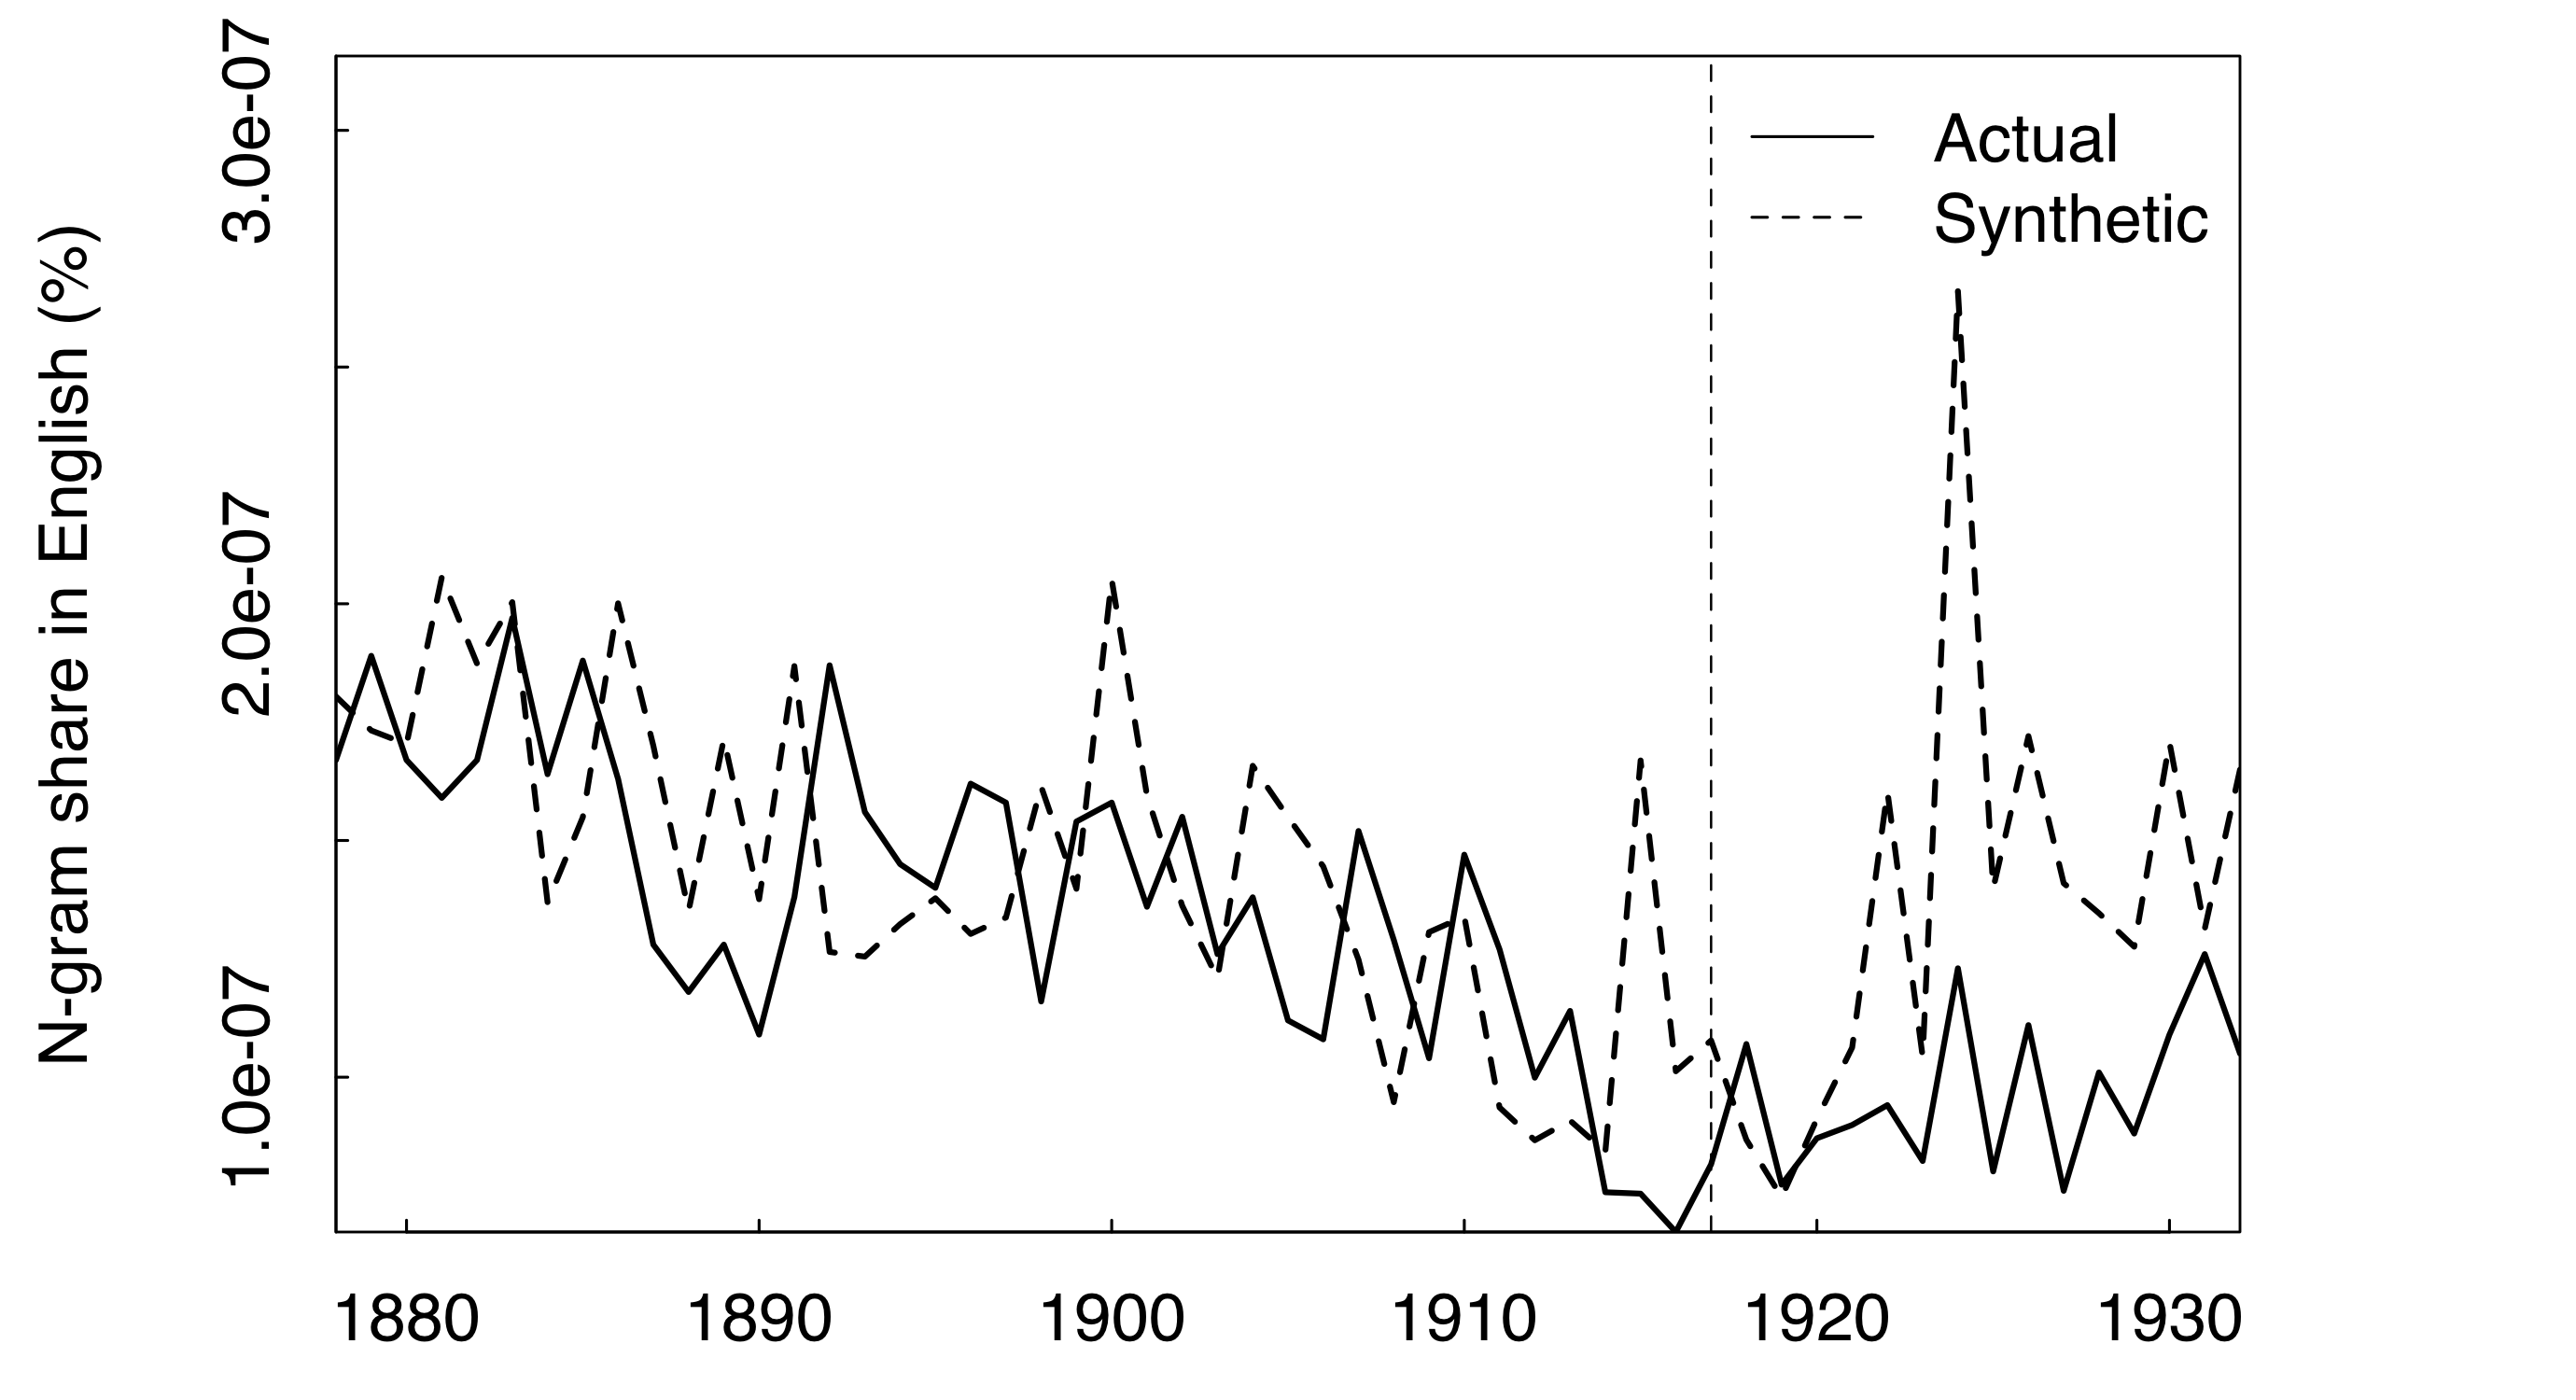 N-gram share in English (%)
3.0e-07
2.0e-07
1.0e-07
Actual
Synthetic
1880 1890 1900 1910 1920 1930